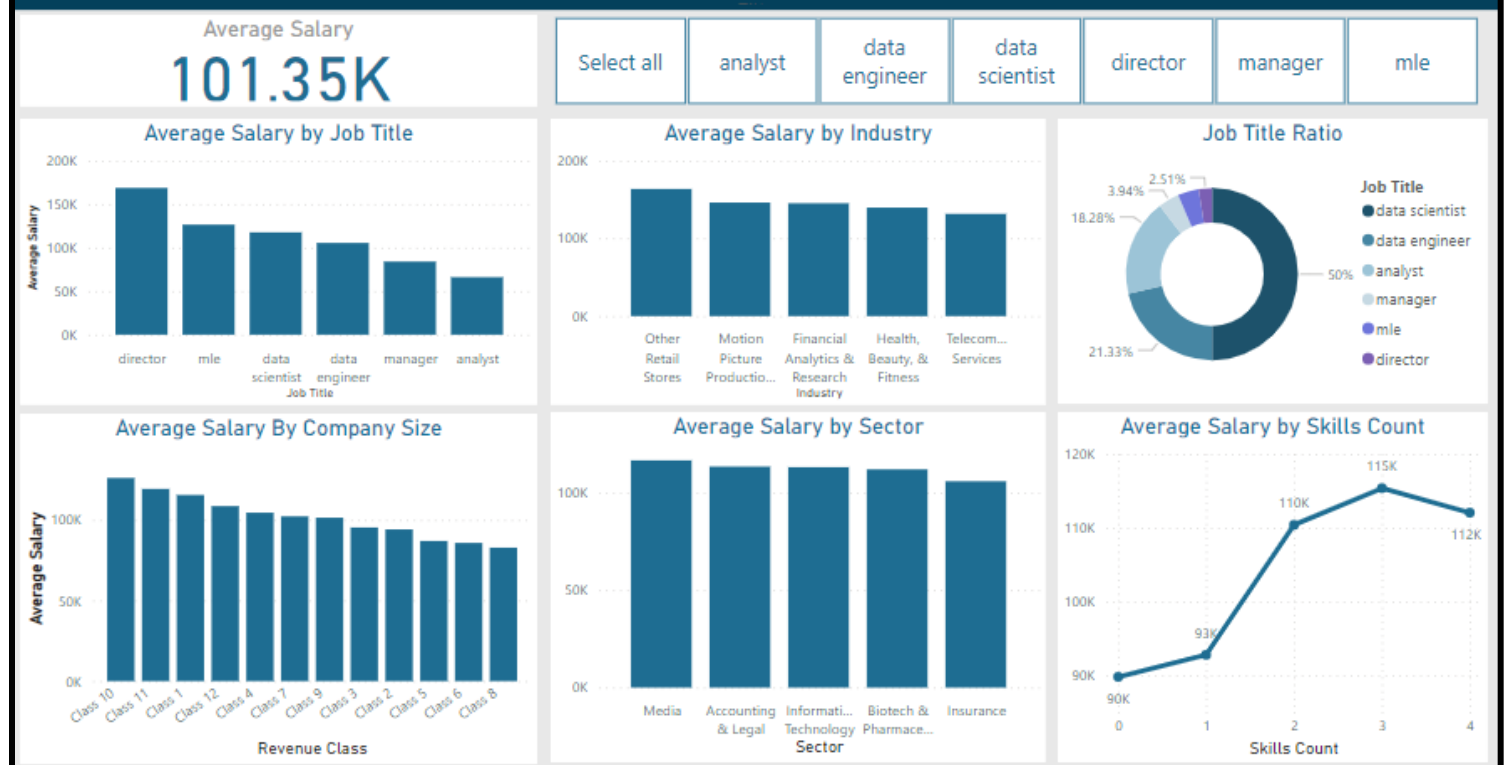 Average Salary
101.35K
Select all
analyst
data
engineer
data
scientist
director
manager
mle
Average Salary by Job Title
Average Salary
200K
150K
100K
50K
0K
director
mle
data
scientist
data
engineer
manager
analyst
Job Title
Average Salary by Industry
200K
100K
0K
Other
Retail
Stores
Motion
Picture
Productio...
Financial
Analytics &
Research
Health,
Beauty, &
Fitness
Telecom...
Services
Industry
Job Title Ratio
2.51%
3.94%
18.28%
50%
21.33%
Job Title
data scientist
data engineer
analyst
manager
mle
director
Average Salary By Company Size
Average Salary
100K
50K
0K
Class 10
Class 11
Class 1
Class 12
Class 4
Class 7
Class 9
Class 3
Class 2
Class 5
Class 6
Class 8
Revenue Class
Average Salary by Sector
100K
50K
0K
Media
Accounting
& Legal
Informati...
Technology
Biotech &
Pharmace...
Insurance
Sector
Average Salary by Skills Count
120K
110K
100K
90K
90K
93K
110K
115K
112K
0
1
2
3
4
Skills Count